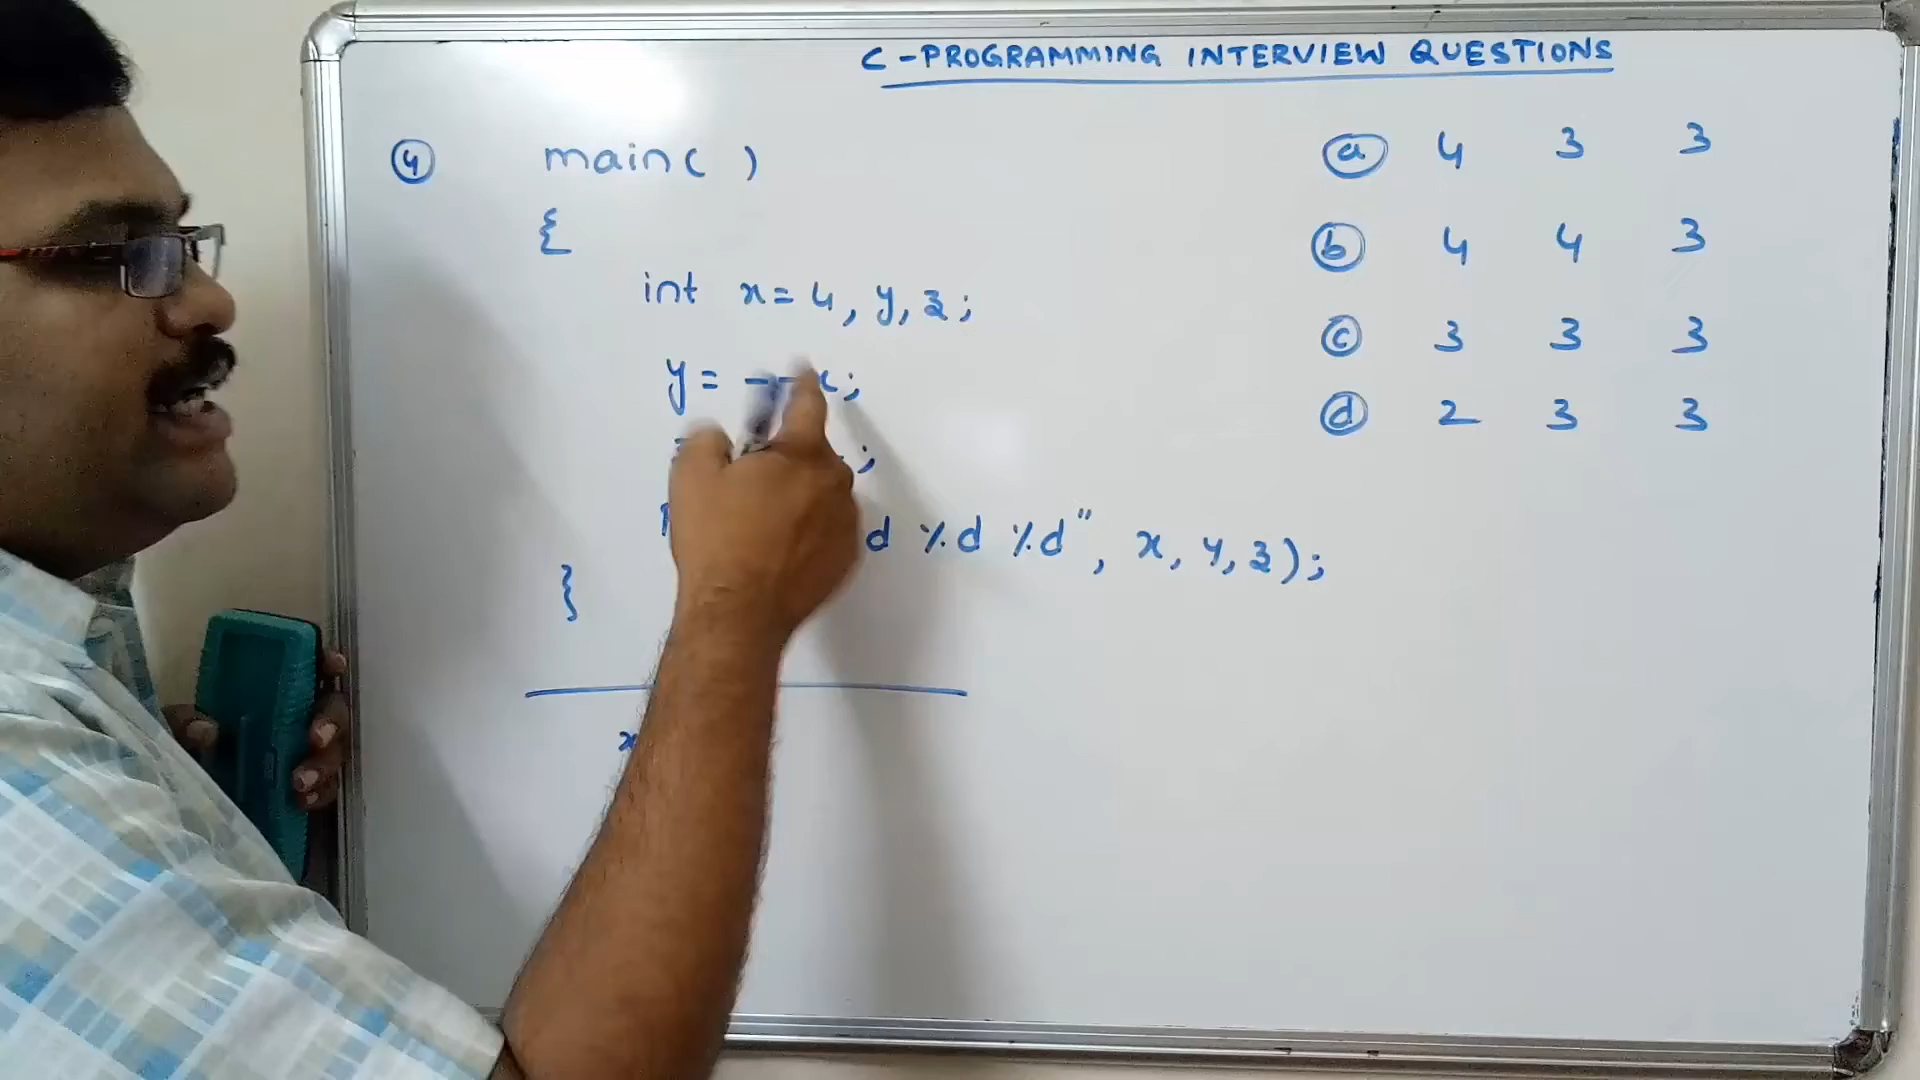 C-PROGRAMMING INTERVIEW QUESTIONS
4 main( )
{
int x=4, y, z;
y = --x;
;
d %d %d", x, y, z);
}
x
a 4 3 3
b 4 4 3
c 3 3 3
d 2 3 3